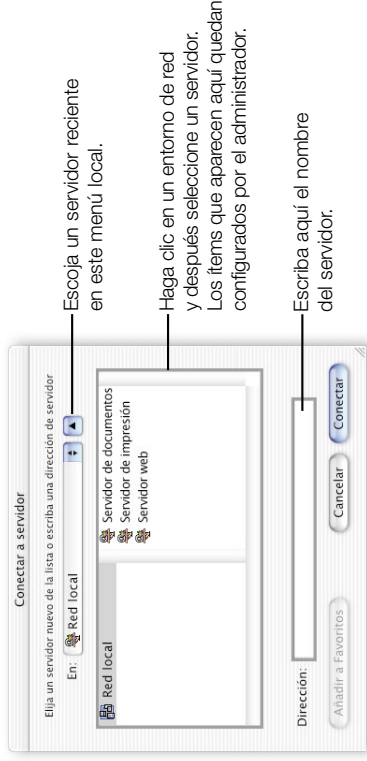 Conectar a servidor
Elija un servidor nuevo de la lista o escriba una dirección de servidor
En: Red local
Red local
Servidor de documentos
Servidor de impresión
Servidor web
Dirección:
Añadir a Favoritos
Cancelar
Conectar
Escoja un servidor reciente
en este menú local.
Haga clic en un entorno de red
y después seleccione un servidor.
Los ítems que aparecen aquí quedan
configurados por el administrador.
Escriba aquí el nombre
del servidor.